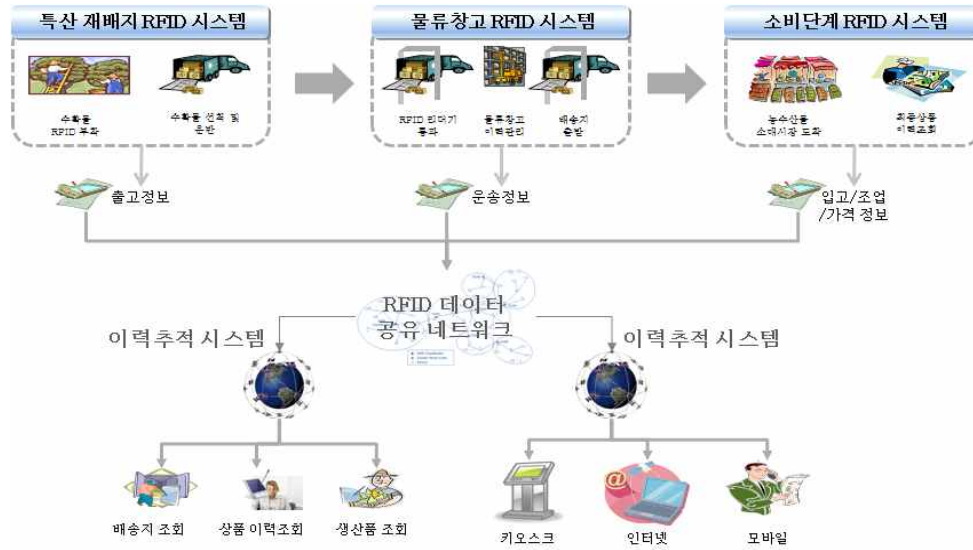 특산 재배지 RFID 시스템
물류창고 RFID 시스템
소비단계 RFID 시스템
수확물
RFID 부착
수확물 선회 및
운반
RFID 리더기
통과
물류창고
이력관리
배송지
출발
농수산물
소매시장 도착
최종상품
이력조회
출고정보
운송정보
입고/조업
/가격 정보
RFID 데이터
공유 네트워크
이력추적 시스템
이력추적 시스템
배송지 조회
상품 이력조회
생산품 조회
키오스크
인터넷
모바일